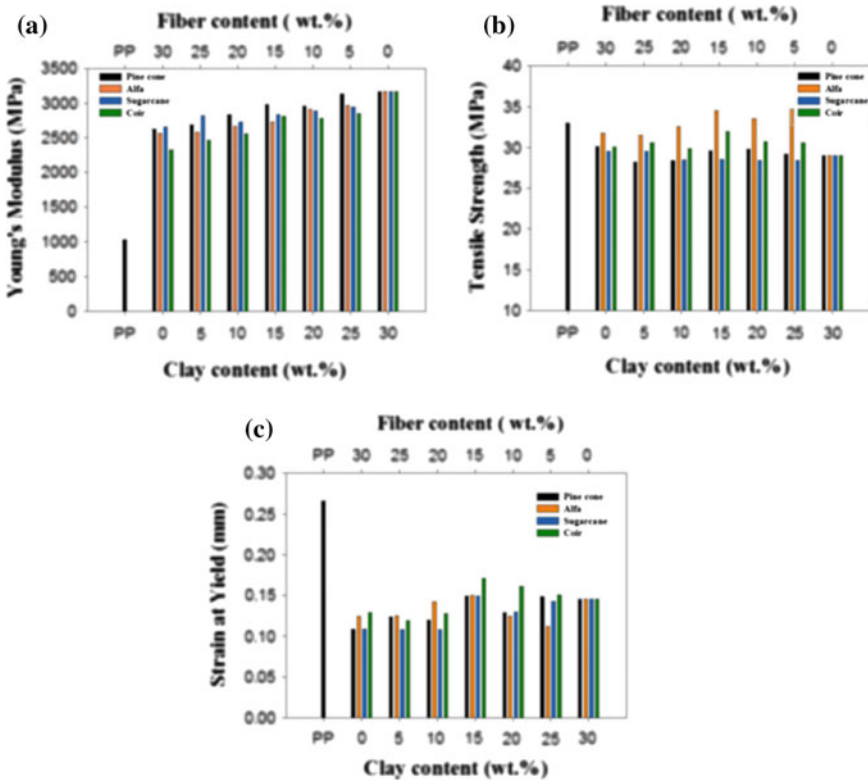 (a)
Fiber content ( wt.%)
PP 30 25 20 15 10 5 0
Young's Modulus (MPa)
3500
3000
2500
2000
1500
1000
500
0
Pine cone
Alfa
Sugarcane
Coir
PP 0 5 10 15 20 25 30
Clay content (wt.%)
(b)
Fiber content ( wt.%)
PP 30 25 20 15 10 5 0
Tensile Strength (MPa)
40
35
30
25
20
15
10
Pine cone
Alfa
Sugarcane
Coir
PP 0 5 10 15 20 25 30
Clay content (wt.%)
(c)
Fiber content ( wt.%)
PP 30 25 20 15 10 5 0
Strain at Yield (mm)
0.30
0.25
0.20
0.15
0.10
0.05
0.00
Pine cone
Alfa
Sugarcane
Coir
PP 0 5 10 15 20 25 30
Clay content (wt.%)